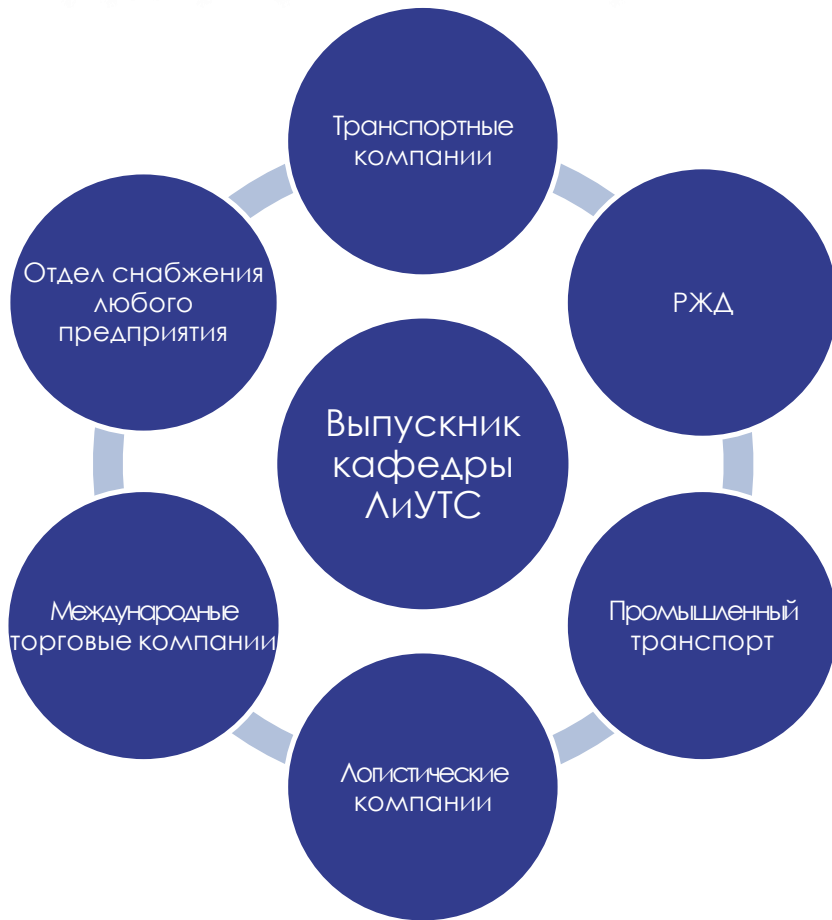 Транспортные
компании
Отдел снабжения
любого
предприятия
РЖД
Выпускник
кафедры
ЛиУТС
Международные
торговые компании
Промышленный
транспорт
Логистические
компании